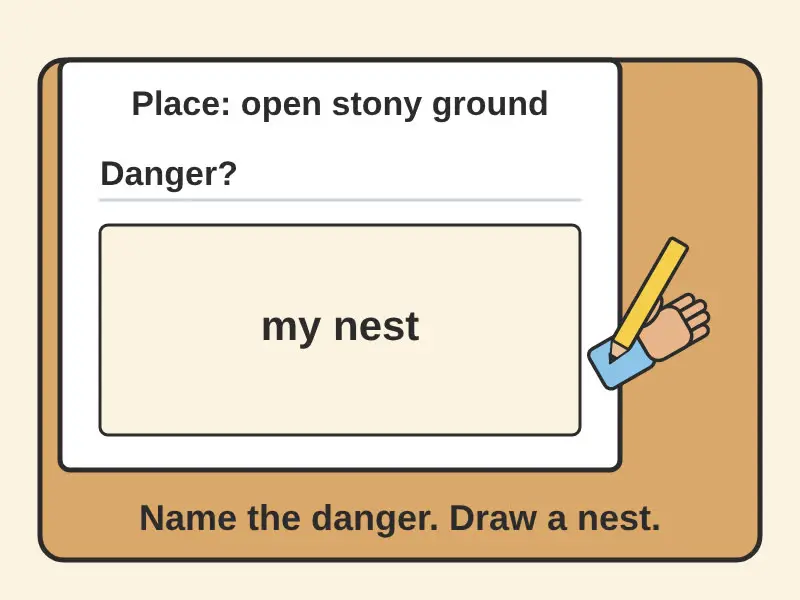 Place: open stony ground
Danger?
my nest
Name the danger. Draw a nest.